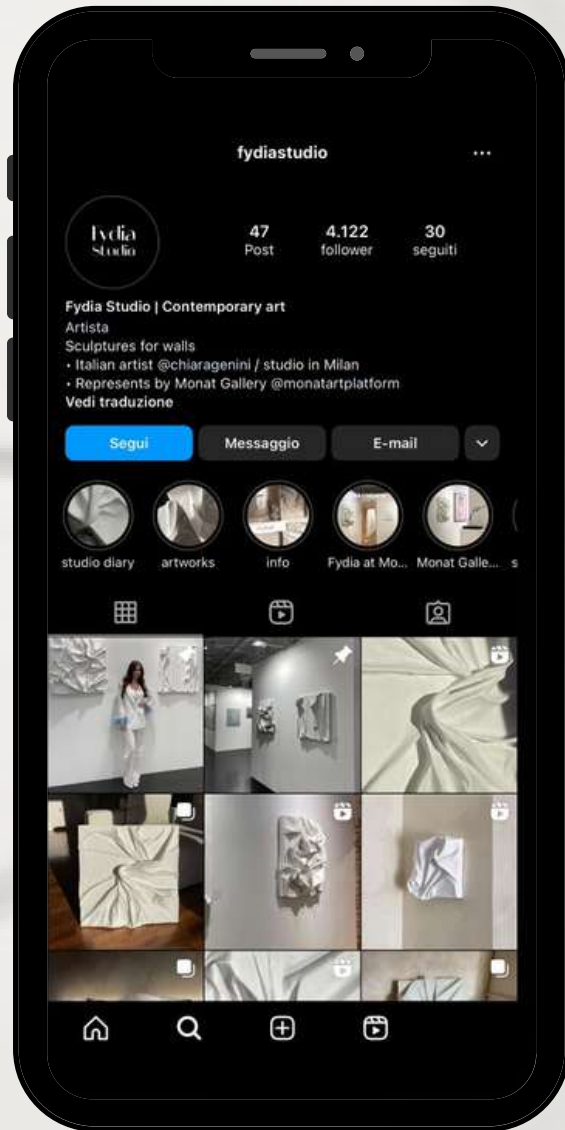 fydiastudio
Fydia
Studio
47
4.122
30
Post
follower
seguiti
Fydia Studio | Contemporary art
Artista
Sculptures for walls
• Italian artist @chiaragenini / studio in Milan
• Represents by Monat Gallery @monatartplatform
Vedi traduzione
Segui
Messaggio
E-mail
studio diary
artworks
info
Fydia at Mo...
Monat Galle...
s